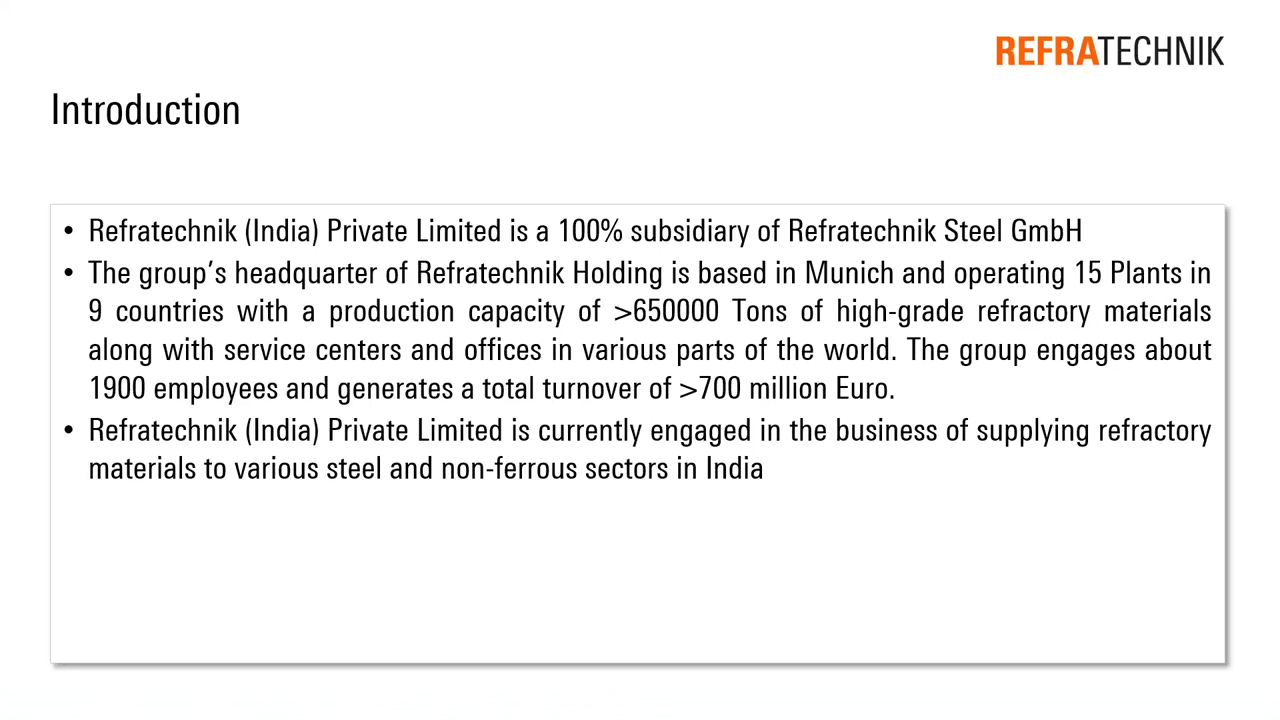 REFRATECHNIK
Introduction
• Refratechnik (India) Private Limited is a 100% subsidiary of Refratechnik Steel GmbH
• The group’s headquarter of Refratechnik Holding is based in Munich and operating 15 Plants in
9 countries with a production capacity of >650000 Tons of high-grade refractory materials
along with service centers and offices in various parts of the world. The group engages about
1900 employees and generates a total turnover of >700 million Euro.
• Refratechnik (India) Private Limited is currently engaged in the business of supplying refractory
materials to various steel and non-ferrous sectors in India